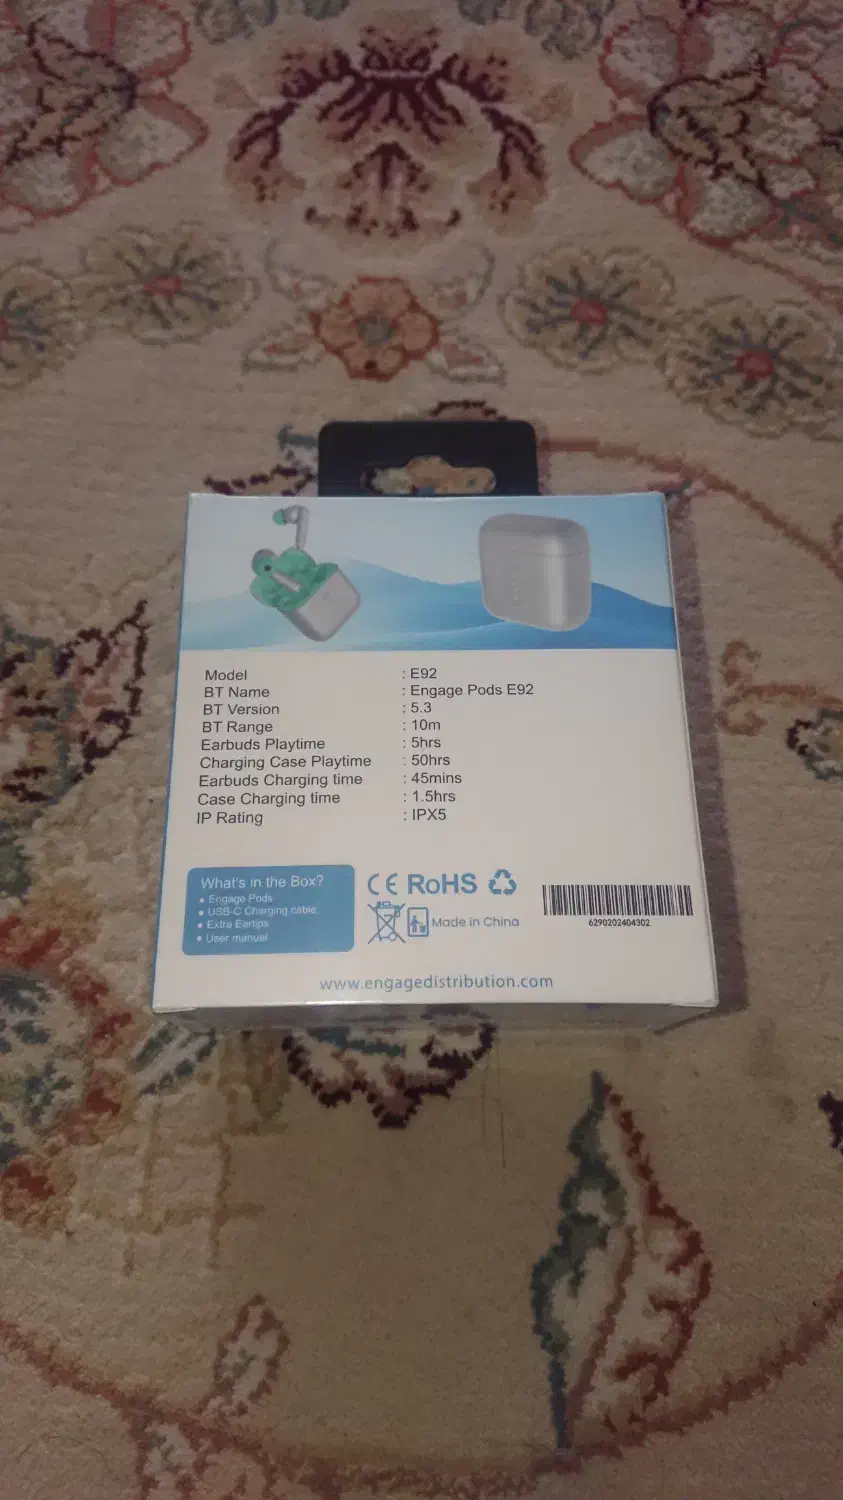 Model : E92
BT Name : Engage Pods E92
BT Version : 5.3
BT Range : 10m
Earbuds Playtime : 5hrs
Charging Case Playtime : 50hrs
Earbuds Charging time : 45mins
Case Charging time : 1.5hrs
IP Rating : IPX5
What's in the Box?
• Engage Pods
• USB-C Charging cable
• Extra Eartips
• User manual
CE RoHS
Made in China
6290202404302
www.engagedistribution.com